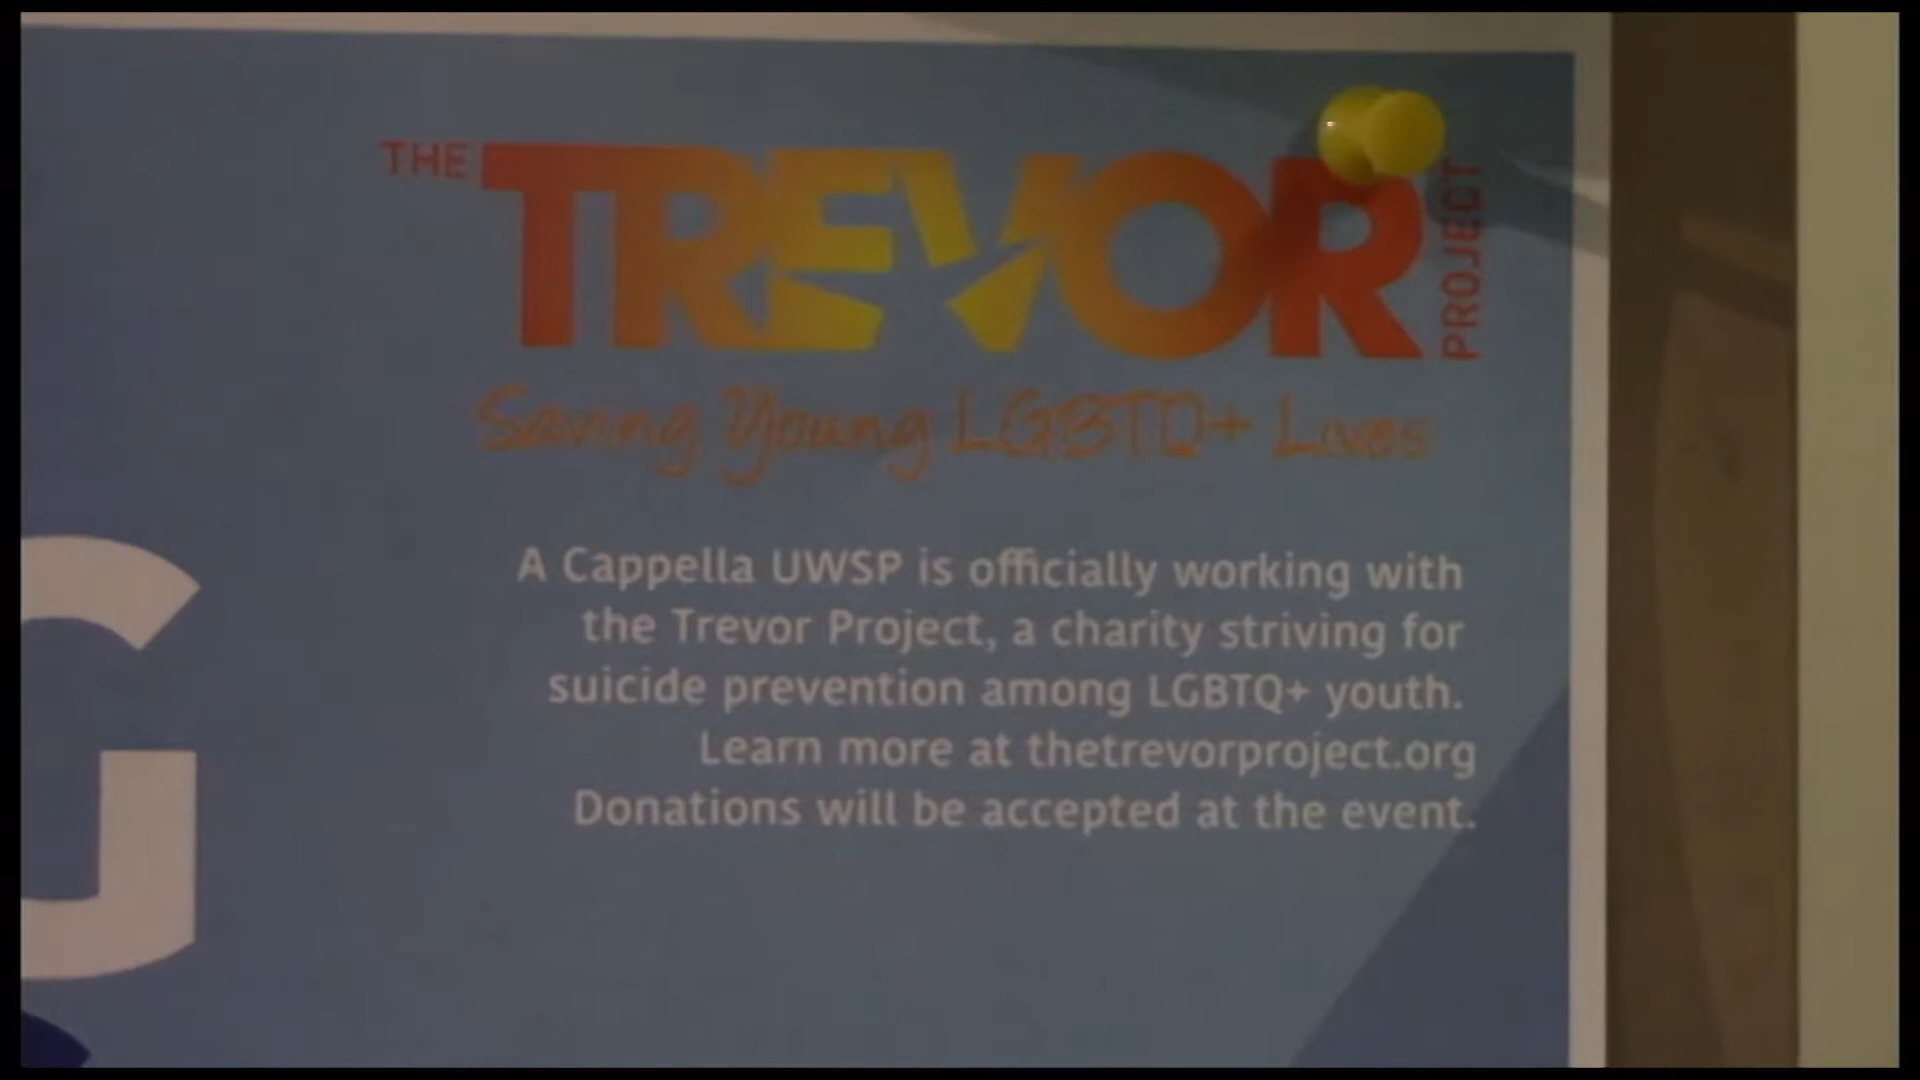 THE TREVOR PROJECT
Saving Young LGBTQ+ Lives
A Cappella UWSP is officially working with
the Trevor Project, a charity striving for
suicide prevention among LGBTQ+ youth.
Learn more at thetrevorproject.org
Donations will be accepted at the event.
G